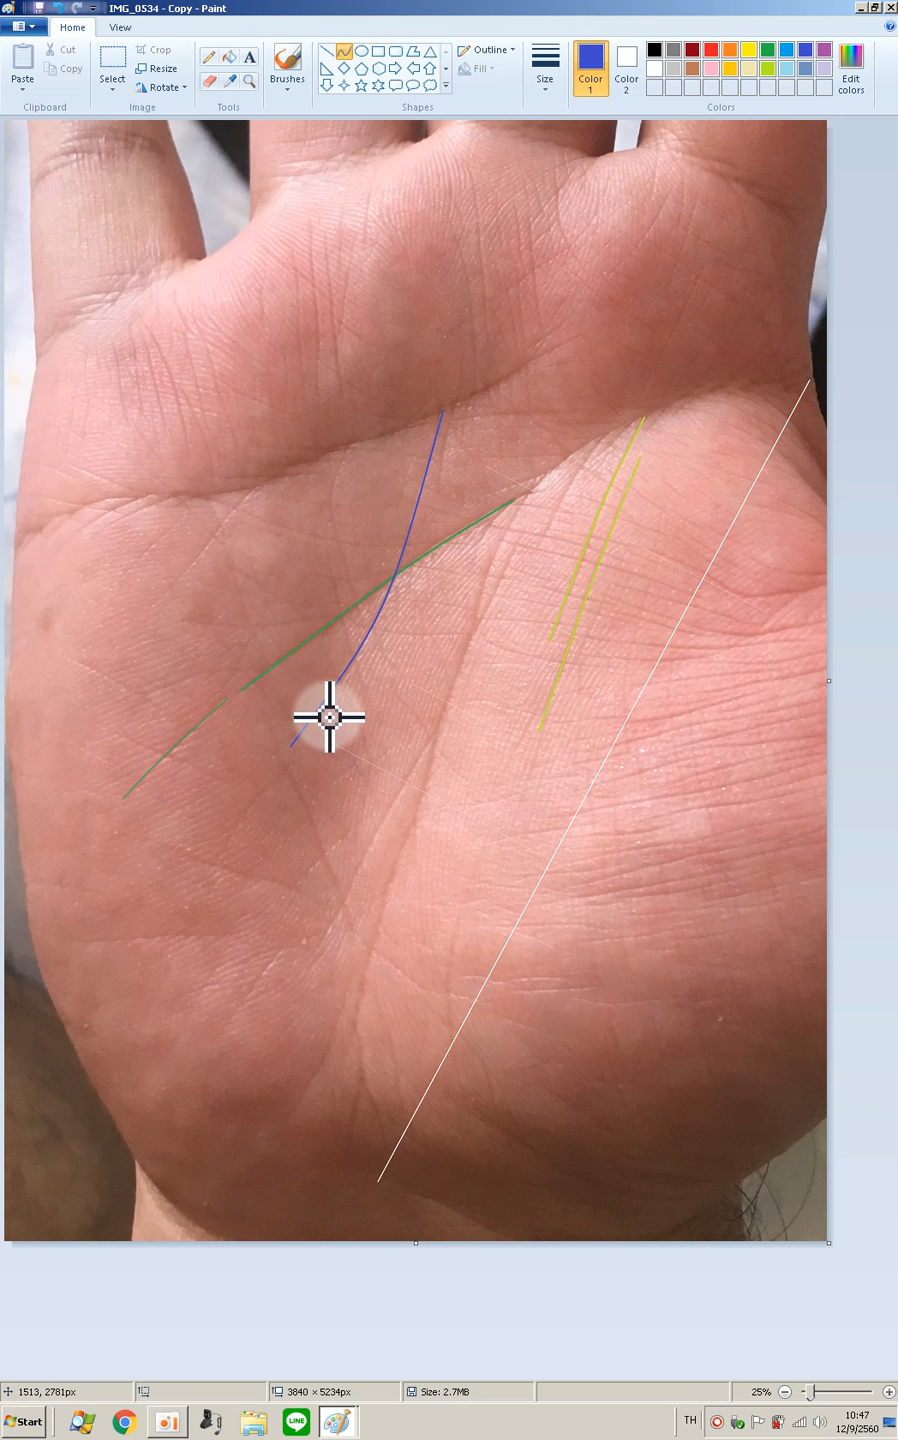 IMG_0534 - Copy - Paint
Home View
Paste Cut Copy
Clipboard
Select Crop Resize Rotate
Image
Tools
Brushes
Shapes
Outline Fill
Size
Color 1 Color 2
Edit colors
Colors
1513, 2781px 3840 × 5234px Size: 2.7MB 25%
Start LINE TH 10:47
12/9/2560